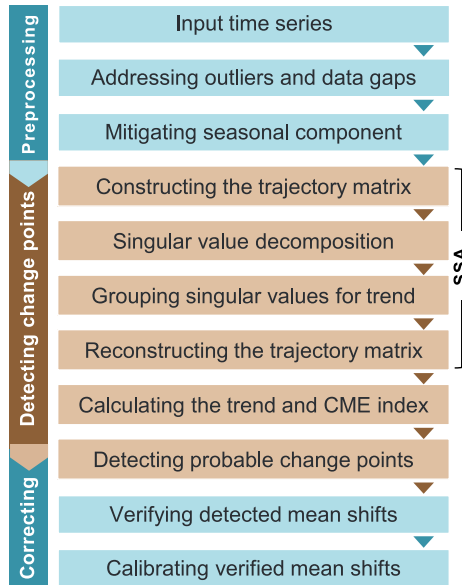 Preprocessing
Input time series
Addressing outliers and data gaps
Mitigating seasonal component
Detecting change points
Constructing the trajectory matrix
Singular value decomposition
Grouping singular values for trend
Reconstructing the trajectory matrix
SSA
Calculating the trend and CME index
Detecting probable change points
Correcting
Verifying detected mean shifts
Calibrating verified mean shifts